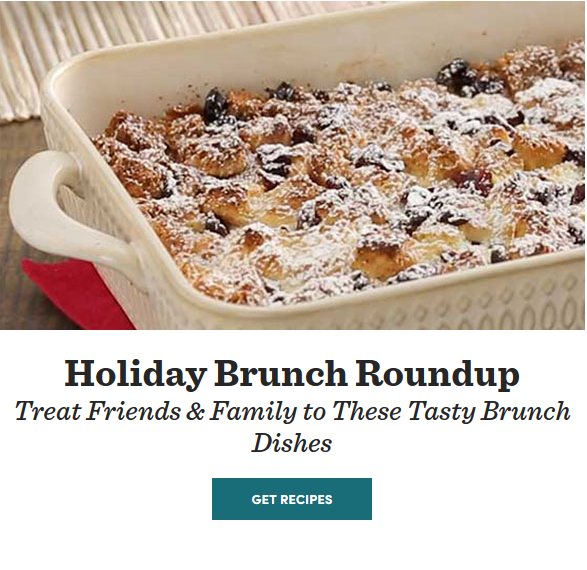 Holiday Brunch Roundup
Treat Friends & Family to These Tasty Brunch
Dishes
GET RECIPES